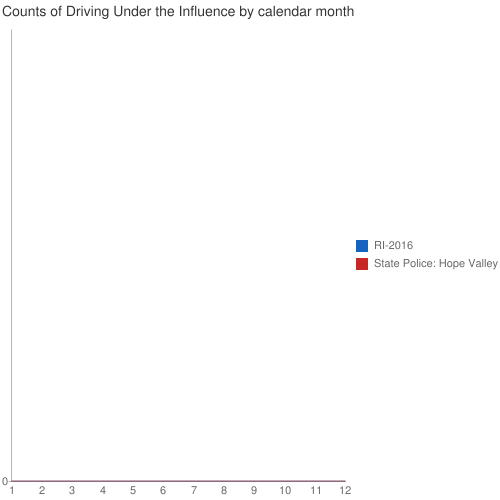 Counts of Driving Under the Influence by calendar month
RI-2016
State Police: Hope Valley
0
1 2 3 4 5 6 7 8 9 10 11 12